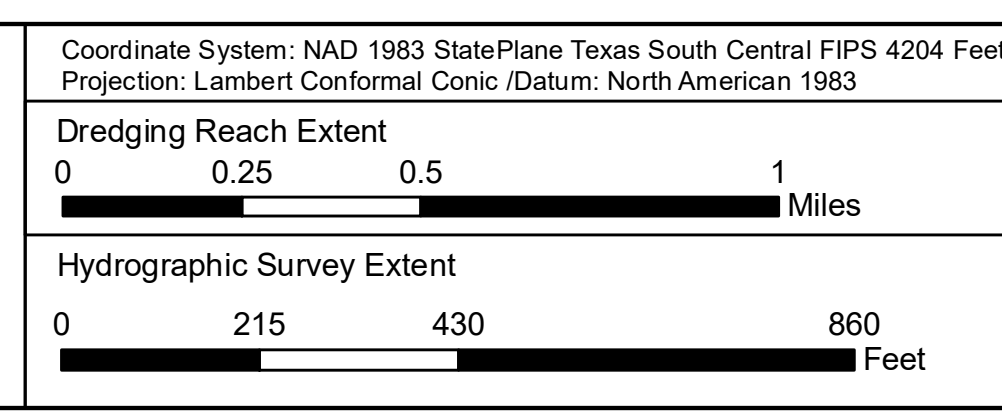 Coordinate System: NAD 1983 StatePlane Texas South Central FIPS 4204 Feet
Projection: Lambert Conformal Conic /Datum: North American 1983
Dredging Reach Extent
0 0.25 0.5 1
Miles
Hydrographic Survey Extent
0 215 430 860
Feet